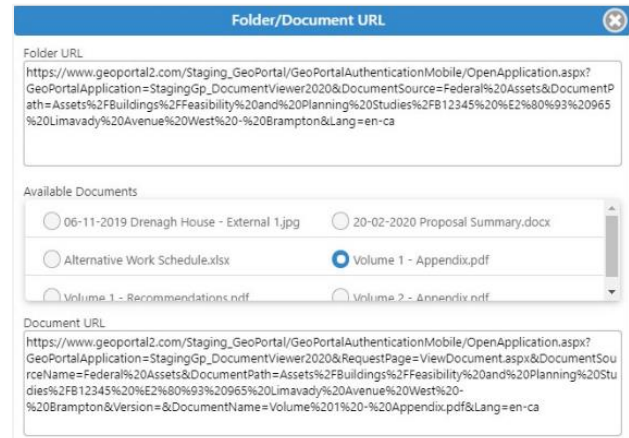 Folder/Document URL
Folder URL
https://www.geoportal2.com/Staging_GeoPortal/GeoPortalAuthenticationMobile/OpenApplication.aspx?
GeoPortalApplication=StagingGp_DocumentViewer2020&DocumentSource=Federal%20Assets&DocumentP
ath=Assets%2FBuildings%2FFeasibility%20and%20Planning%20Studies%2FB12345%20%E2%80%93%20965
%20Limavady%20Avenue%20West%20-%20Brampton&Lang=en-ca
Available Documents
06-11-2019 Drenagh House - External 1.jpg
20-02-2020 Proposal Summary.docx
Alternative Work Schedule.xlsx
Volume 1 - Appendix.pdf
Volume 1 - Recommendations.pdf
Volume 2 - Appendix.pdf
Document URL
https://www.geoportal2.com/Staging_GeoPortal/GeoPortalAuthenticationMobile/OpenApplication.aspx?
GeoPortalApplication=StagingGp_DocumentViewer2020&RequestPage=ViewDocument.aspx&DocumentSou
rceName=Federal%20Assets&DocumentPath=Assets%2FBuildings%2FFeasibility%20and%20Planning%20Stu
dies%2FB12345%20%E2%80%93%20965%20Limavady%20Avenue%20West%20-
%20Brampton&Version=&DocumentName=Volume%201%20-%20Appendix.pdf&Lang=en-ca